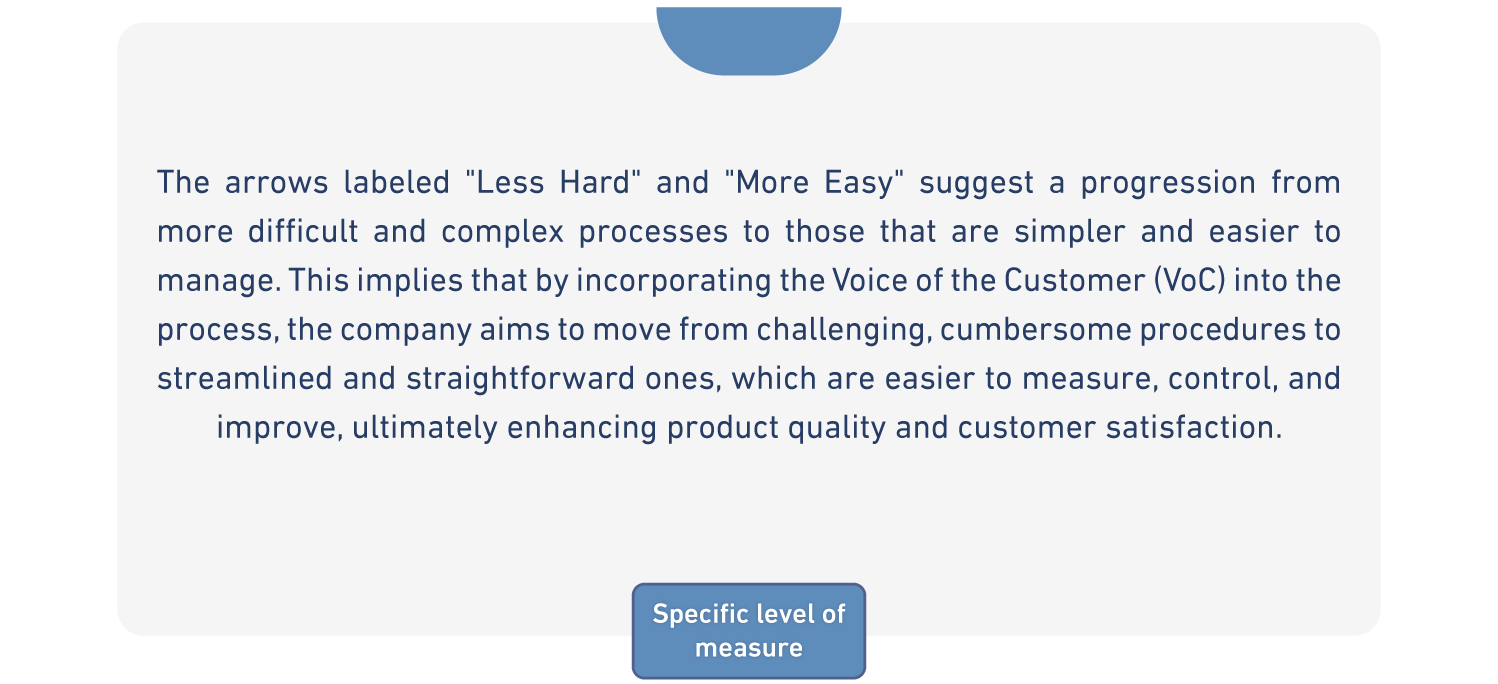 The arrows labeled "Less Hard" and "More Easy" suggest a progression from
more difficult and complex processes to those that are simpler and easier to
manage. This implies that by incorporating the Voice of the Customer (VoC) into the
process, the company aims to move from challenging, cumbersome procedures to
streamlined and straightforward ones, which are easier to measure, control, and
improve, ultimately enhancing product quality and customer satisfaction.
Specific level of
measure